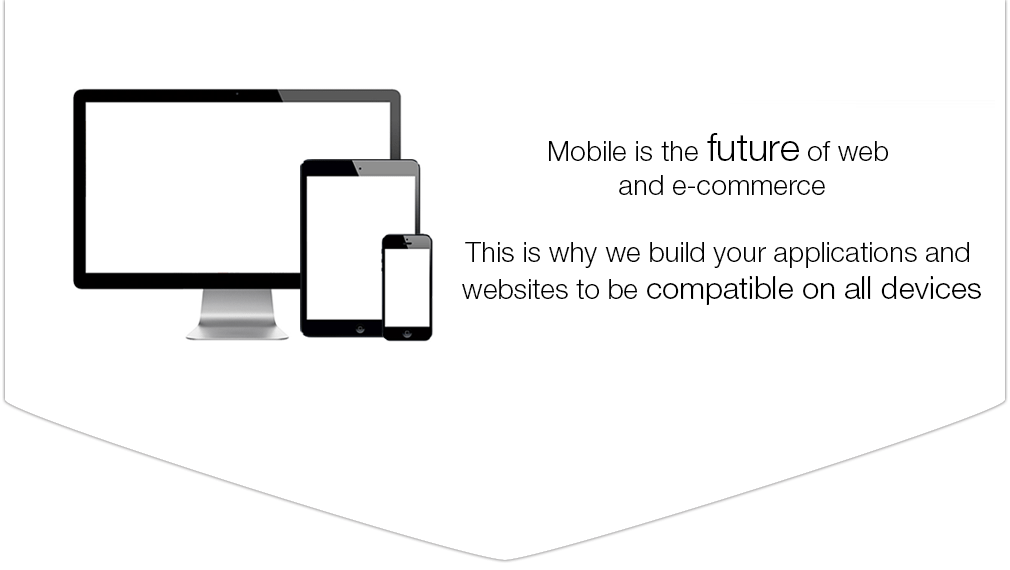 Mobile is the future of web
and e-commerce
This is why we build your applications and
websites to be compatible on all devices